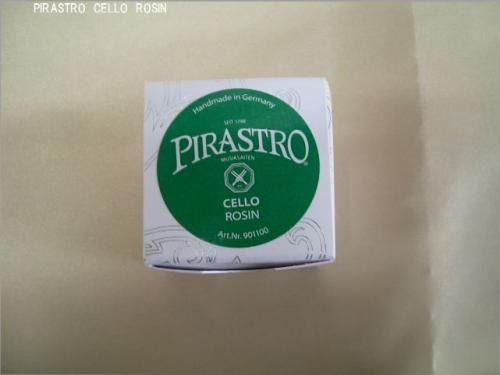 PIRASTRO CELLO ROSIN
Handmade in Germany
SEIT 1798
PIRASTRO
MUSIKSAITEN
CELLO
ROSIN
Art.Nr. 901100